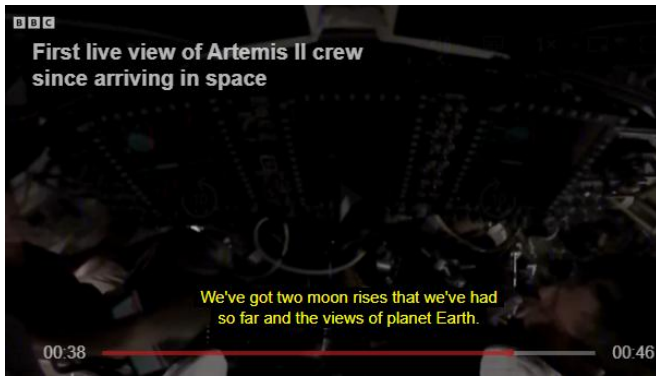 BBC
First live view of Artemis II crew
since arriving in space
We've got two moon rises that we've had
so far and the views of planet Earth.
00:38
00:46